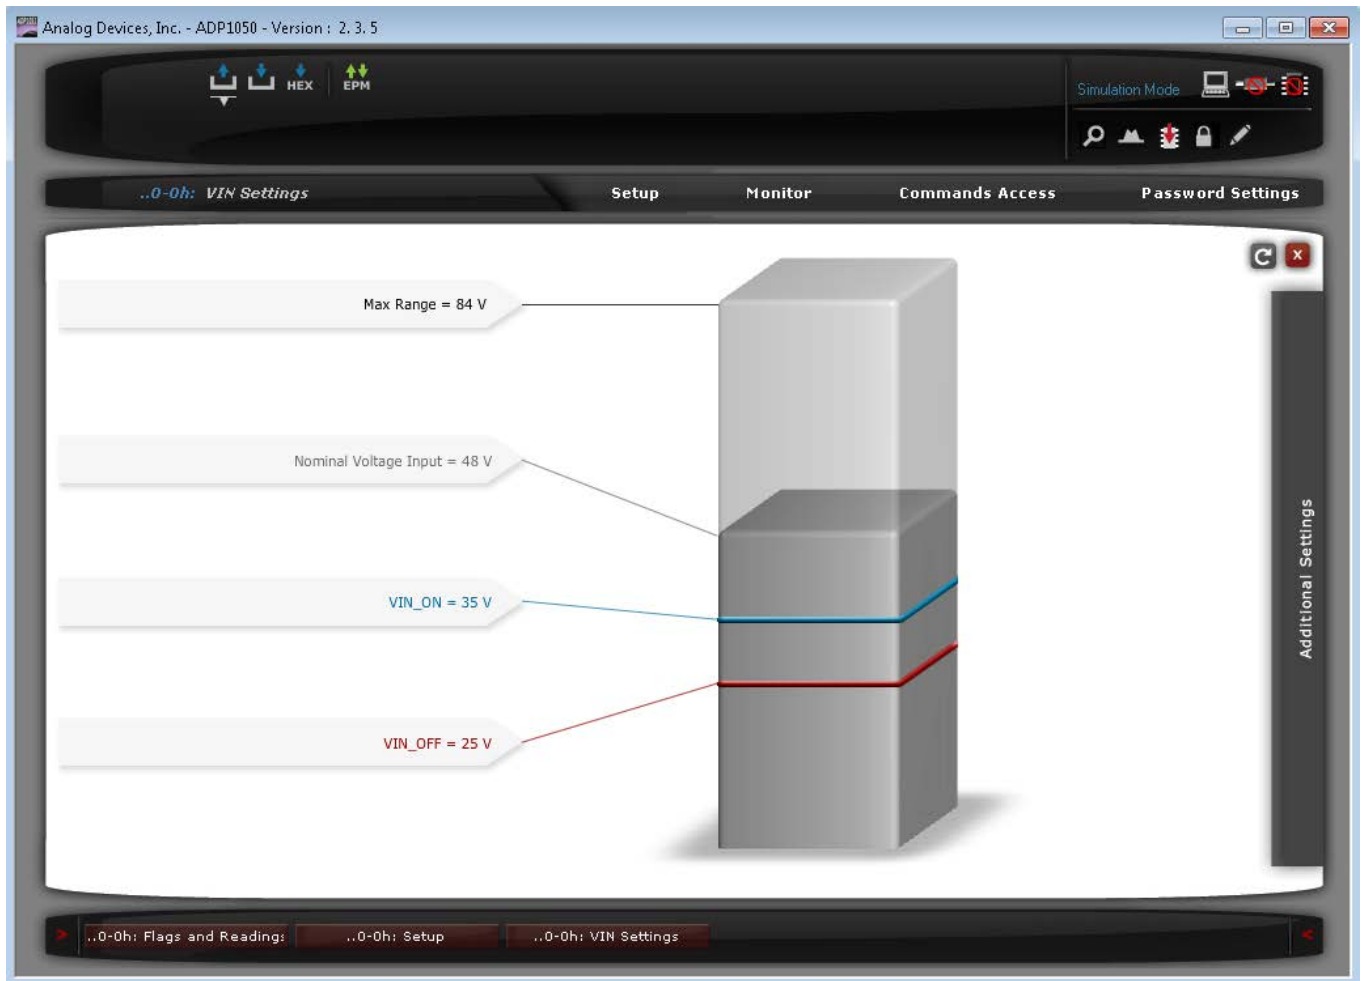 Analog Devices, Inc. - ADP1050 - Version : 2. 3. 5
HEX
EPM
Simulation Mode
..0-0h: VIN Settings
Setup
Monitor
Commands Access
Password Settings
Max Range = 84 V
Nominal Voltage Input = 48 V
VIN_ON = 35 V
VIN_OFF = 25 V
Additional Settings
..0-0h: Flags and Readings
..0-0h: Setup
..0-0h: VIN Settings